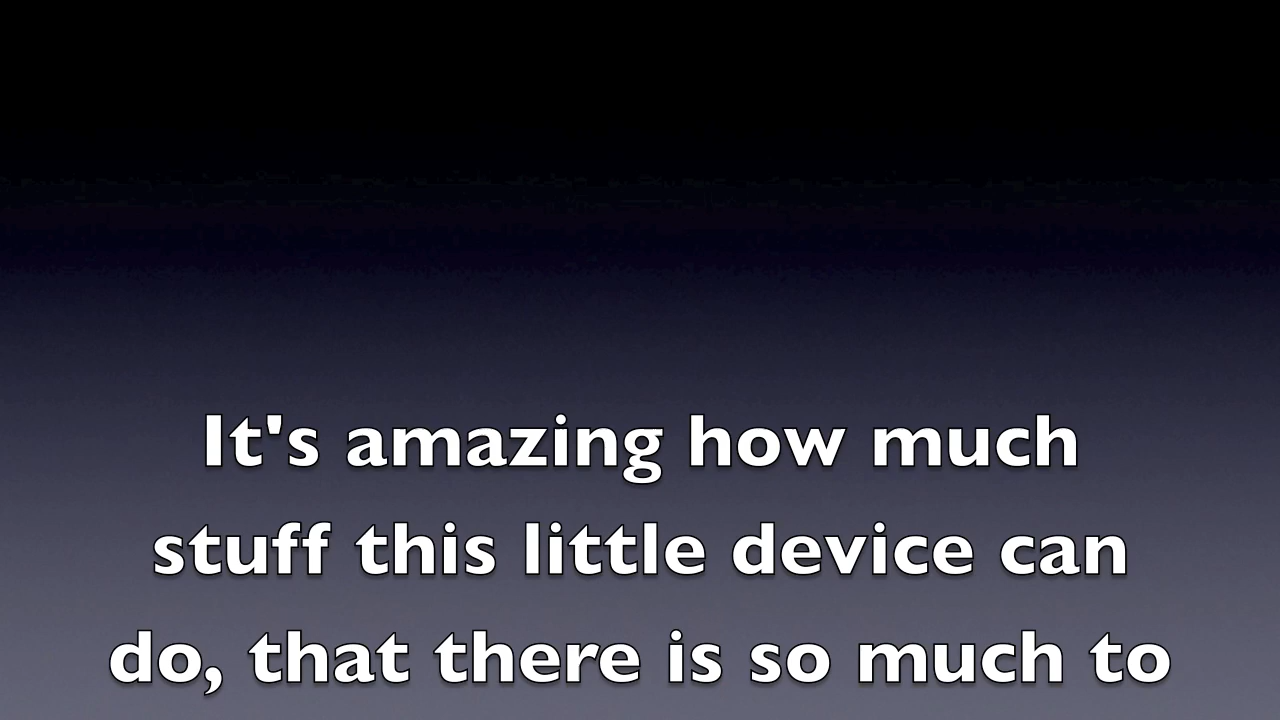 It's amazing how much
stuff this little device can
do, that there is so much to